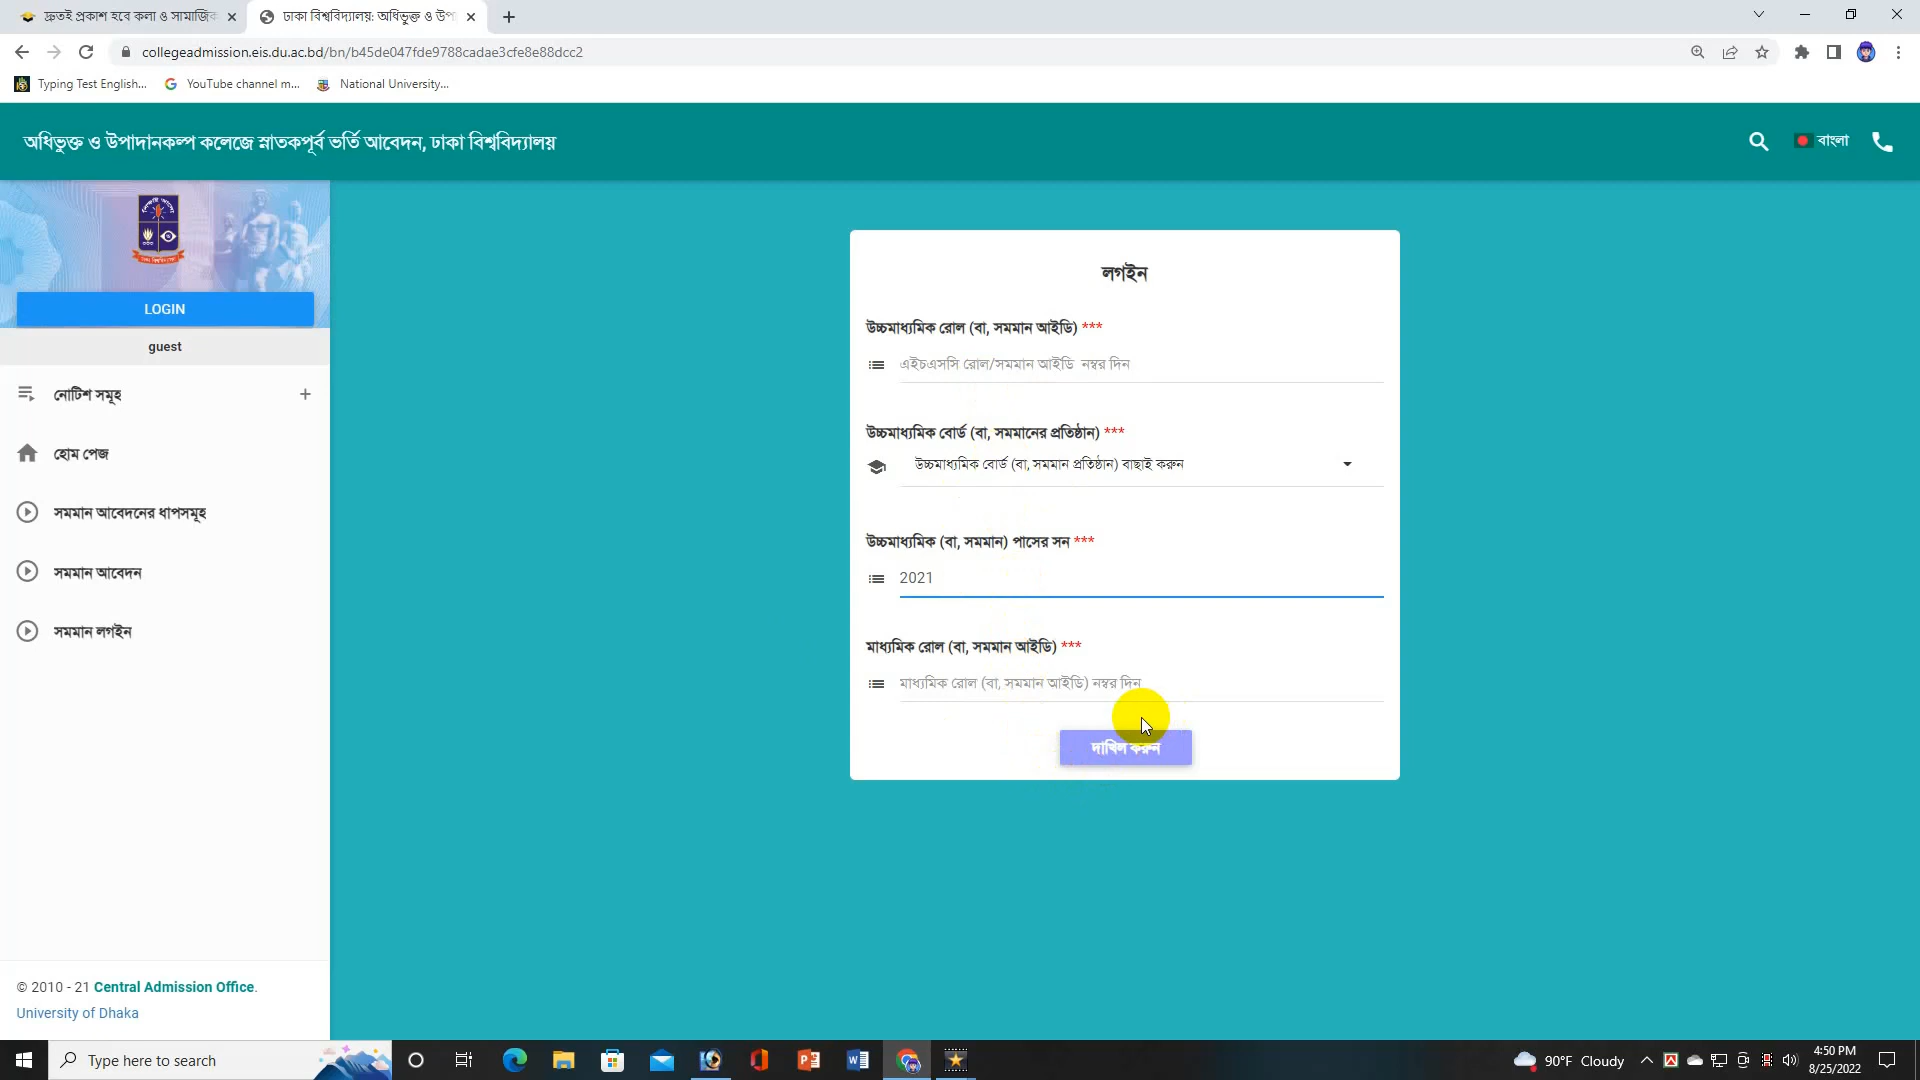 দ্রুতই প্রকাশ হবে কলা ও সামাজিক
ঢাকা বিশ্ববিদ্যালয়: অধিভুক্ত ও উপা
collegeadmission.eis.du.ac.bd/bn/b45de047fde9788cadae3cfe8e88dcc2
Typing Test English...
YouTube channel m...
National University...
অধিভুক্ত ও উপাদানকল্প কলেজে স্নাতকপূর্ব ভর্তি আবেদন, ঢাকা বিশ্ববিদ্যালয়
বাংলা
LOGIN
guest
নোটিশ সমূহ
হোম পেজ
সমমান আবেদনের ধাপসমূহ
সমমান আবেদন
সমমান লগইন
© 2010 - 21 Central Admission Office.
University of Dhaka
লগইন
উচ্চমাধ্যমিক রোল (বা, সমমান আইডি) ***
এইচএসসি রোল/সমমান আইডি নম্বর দিন
উচ্চমাধ্যমিক বোর্ড (বা, সমমানের প্রতিষ্ঠান) ***
উচ্চমাধ্যমিক বোর্ড (বা, সমমান প্রতিষ্ঠান) বাছাই করুন
উচ্চমাধ্যমিক (বা, সমমান) পাসের সন ***
2021
মাধ্যমিক রোল (বা, সমমান আইডি) ***
মাধ্যমিক রোল (বা, সমমান আইডি) নম্বর দিন
দাখিল করুন
Type here to search
90°F Cloudy
4:50 PM
8/25/2022